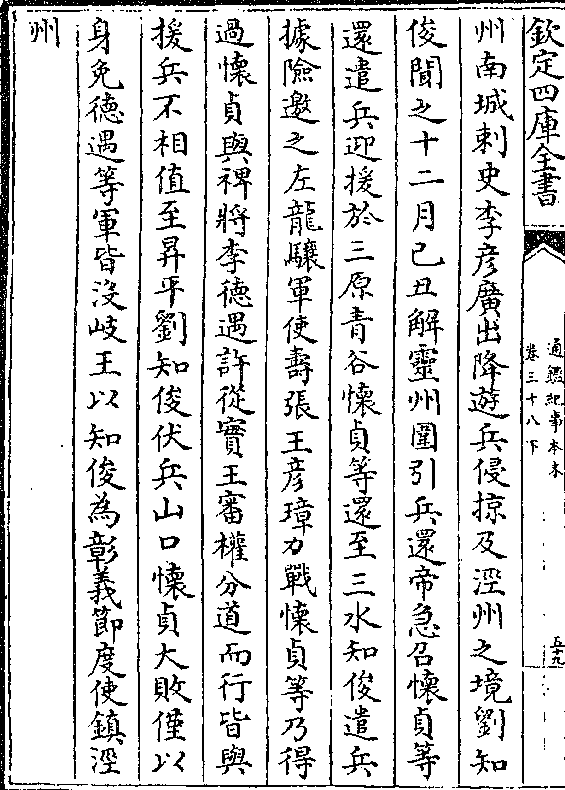 欽定四庫全書
通鑑紀事本末
卷三十八下
五十九
州南城刺史李彦廣出降遊兵侵掠及涇州之境劉知
俊聞之十二月己丑解靈州圍引兵還帝急召懷貞等
還遣兵迎援於三原青谷懷貞等還至三水知俊遣兵
據險邀之左龍驤軍使壽張王彦璋力戰懷貞等乃得
過懷貞與裨將李德遇許從實王審權分道而行皆與
援兵不相值至昇平劉知俊伏兵山口懷貞大敗僅以
身免德遇等軍皆沒岐王以知俊為彰義節度使鎮涇
州